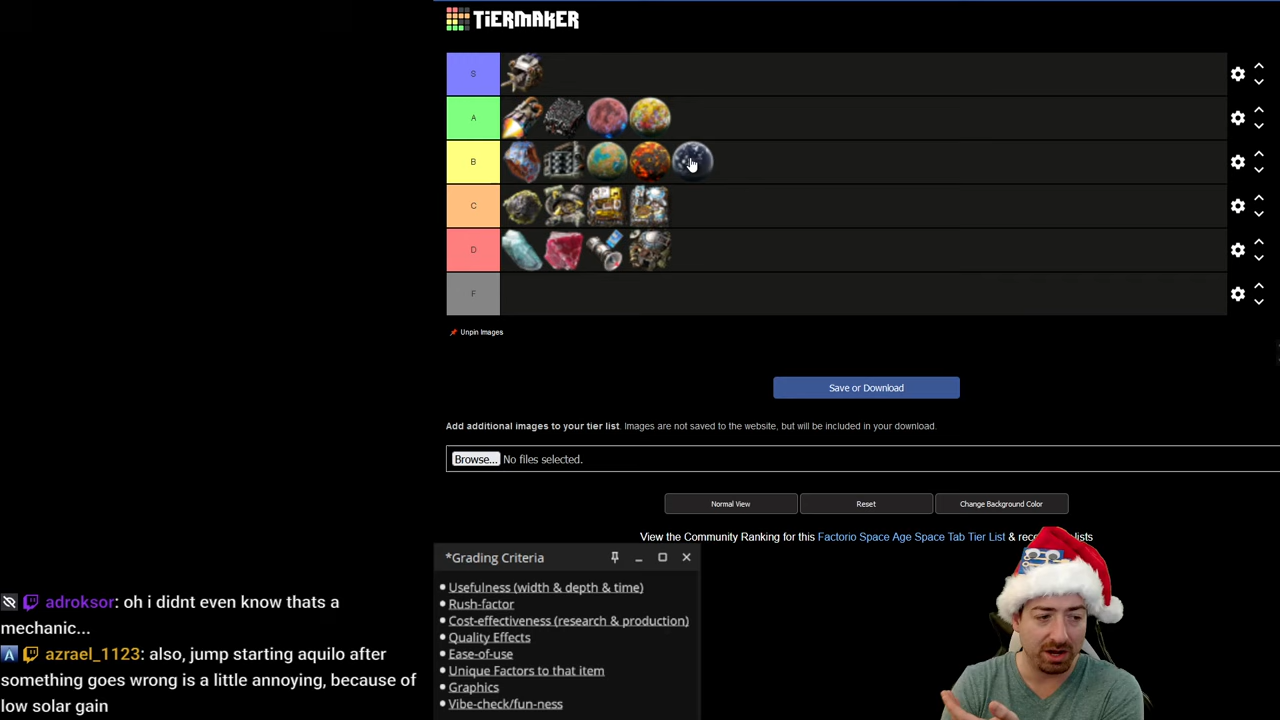 TIERMAKER
S
A
B
C
D
F
Unpin Images
Save or Download
Add additional images to your tier list. Images are not saved to the website, but will be included in your download.
Browse... No files selected.
Normal View
Reset
Change Background Color
View the Community Ranking for this Factorio Space Age Space Tab Tier List & rece lists
*Grading Criteria
Usefulness (width & depth & time)
Rush-factor
Cost-effectiveness (research & production)
Quality Effects
Ease-of-use
Unique Factors to that item
Graphics
Vibe-check/fun-ness
adroksor: oh i didnt even know thats a
mechanic...
azrael_1123: also, jump starting aquilo after
something goes wrong is a little annoying, because of
low solar gain